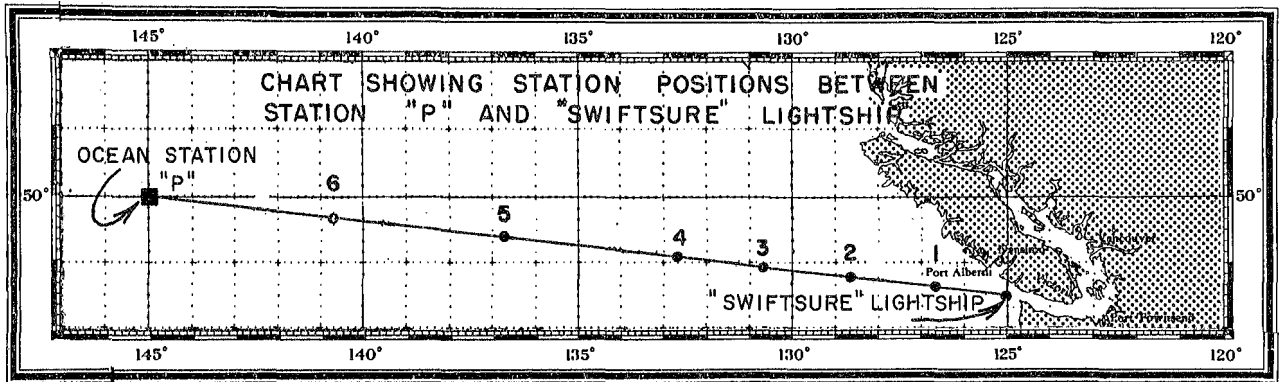 145° 140° 135° 130° 125° 120°
CHART SHOWING STATION POSITIONS BETWEEN
STATION "P" AND "SWIFTSURE" LIGHTSHIP
OCEAN STATION
"P"
50° 50°
6
5
4
3
2
1
Port Alberni
"SWIFTSURE" LIGHTSHIP
Port Townsend
145° 140° 135° 130° 125° 120°